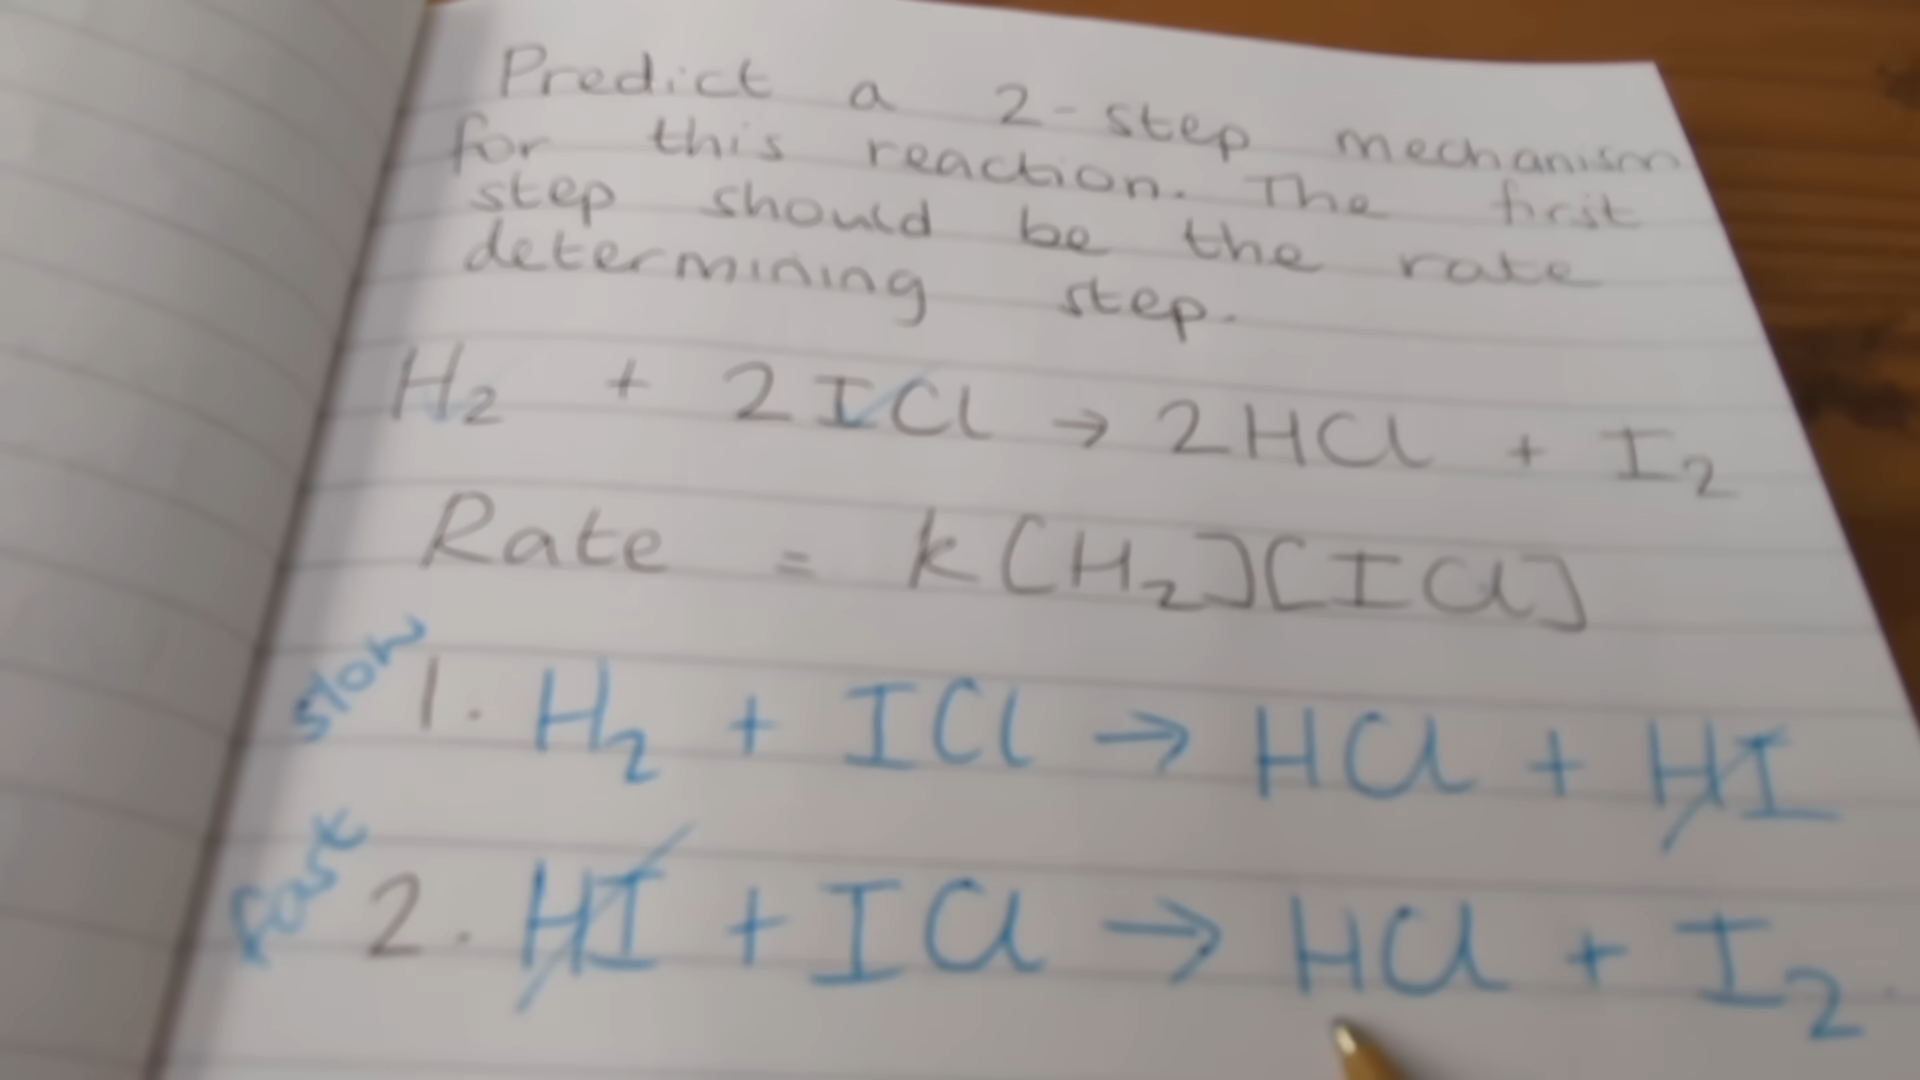 Predict a 2-step mechanism
for this reaction. The first
step should be the rate
determining step.
H₂ + 2ICl → 2HCl + I₂
Rate = k[H₂][ICl]
slow 1. H₂ + ICl → HCl + HI
fast 2. HI + ICl → HCl + I₂